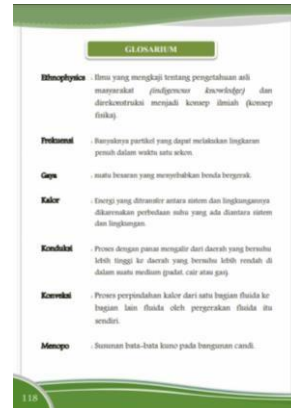 GLOSARIUM
Ethnophysics : Ilmu yang mengkaji tentang pengetahuan asli
masyarakat (indigenous knowledge) dan
direkonstruksi menjadi konsep ilmiah (konsep
fisika).
Frekuensi : Banyaknya partikel yang dapat melakukan lingkaran
penuh dalam waktu satu sekon.
Gaya : suatu besaran yang menyebabkan benda bergerak.
Kalor : Energi yang ditransfer antara sistem dan lingkungannya
dikarenakan perbedaan suhu yang ada diantara sistem
dan lingkungan.
Konduksi : Proses dengan panas mengalir dari daerah yang bersuhu
lebih tinggi ke daerah yang bersuhu lebih rendah di
dalam suatu medium (padat, cair atau gas).
Konveksi : Proses perpindahan kalor dari satu bagian fluida ke
bagian lain fluida oleh pergerakan fluida itu
sendiri.
Menopo : Susunan bata-bata kuno pada bangunan candi.
118